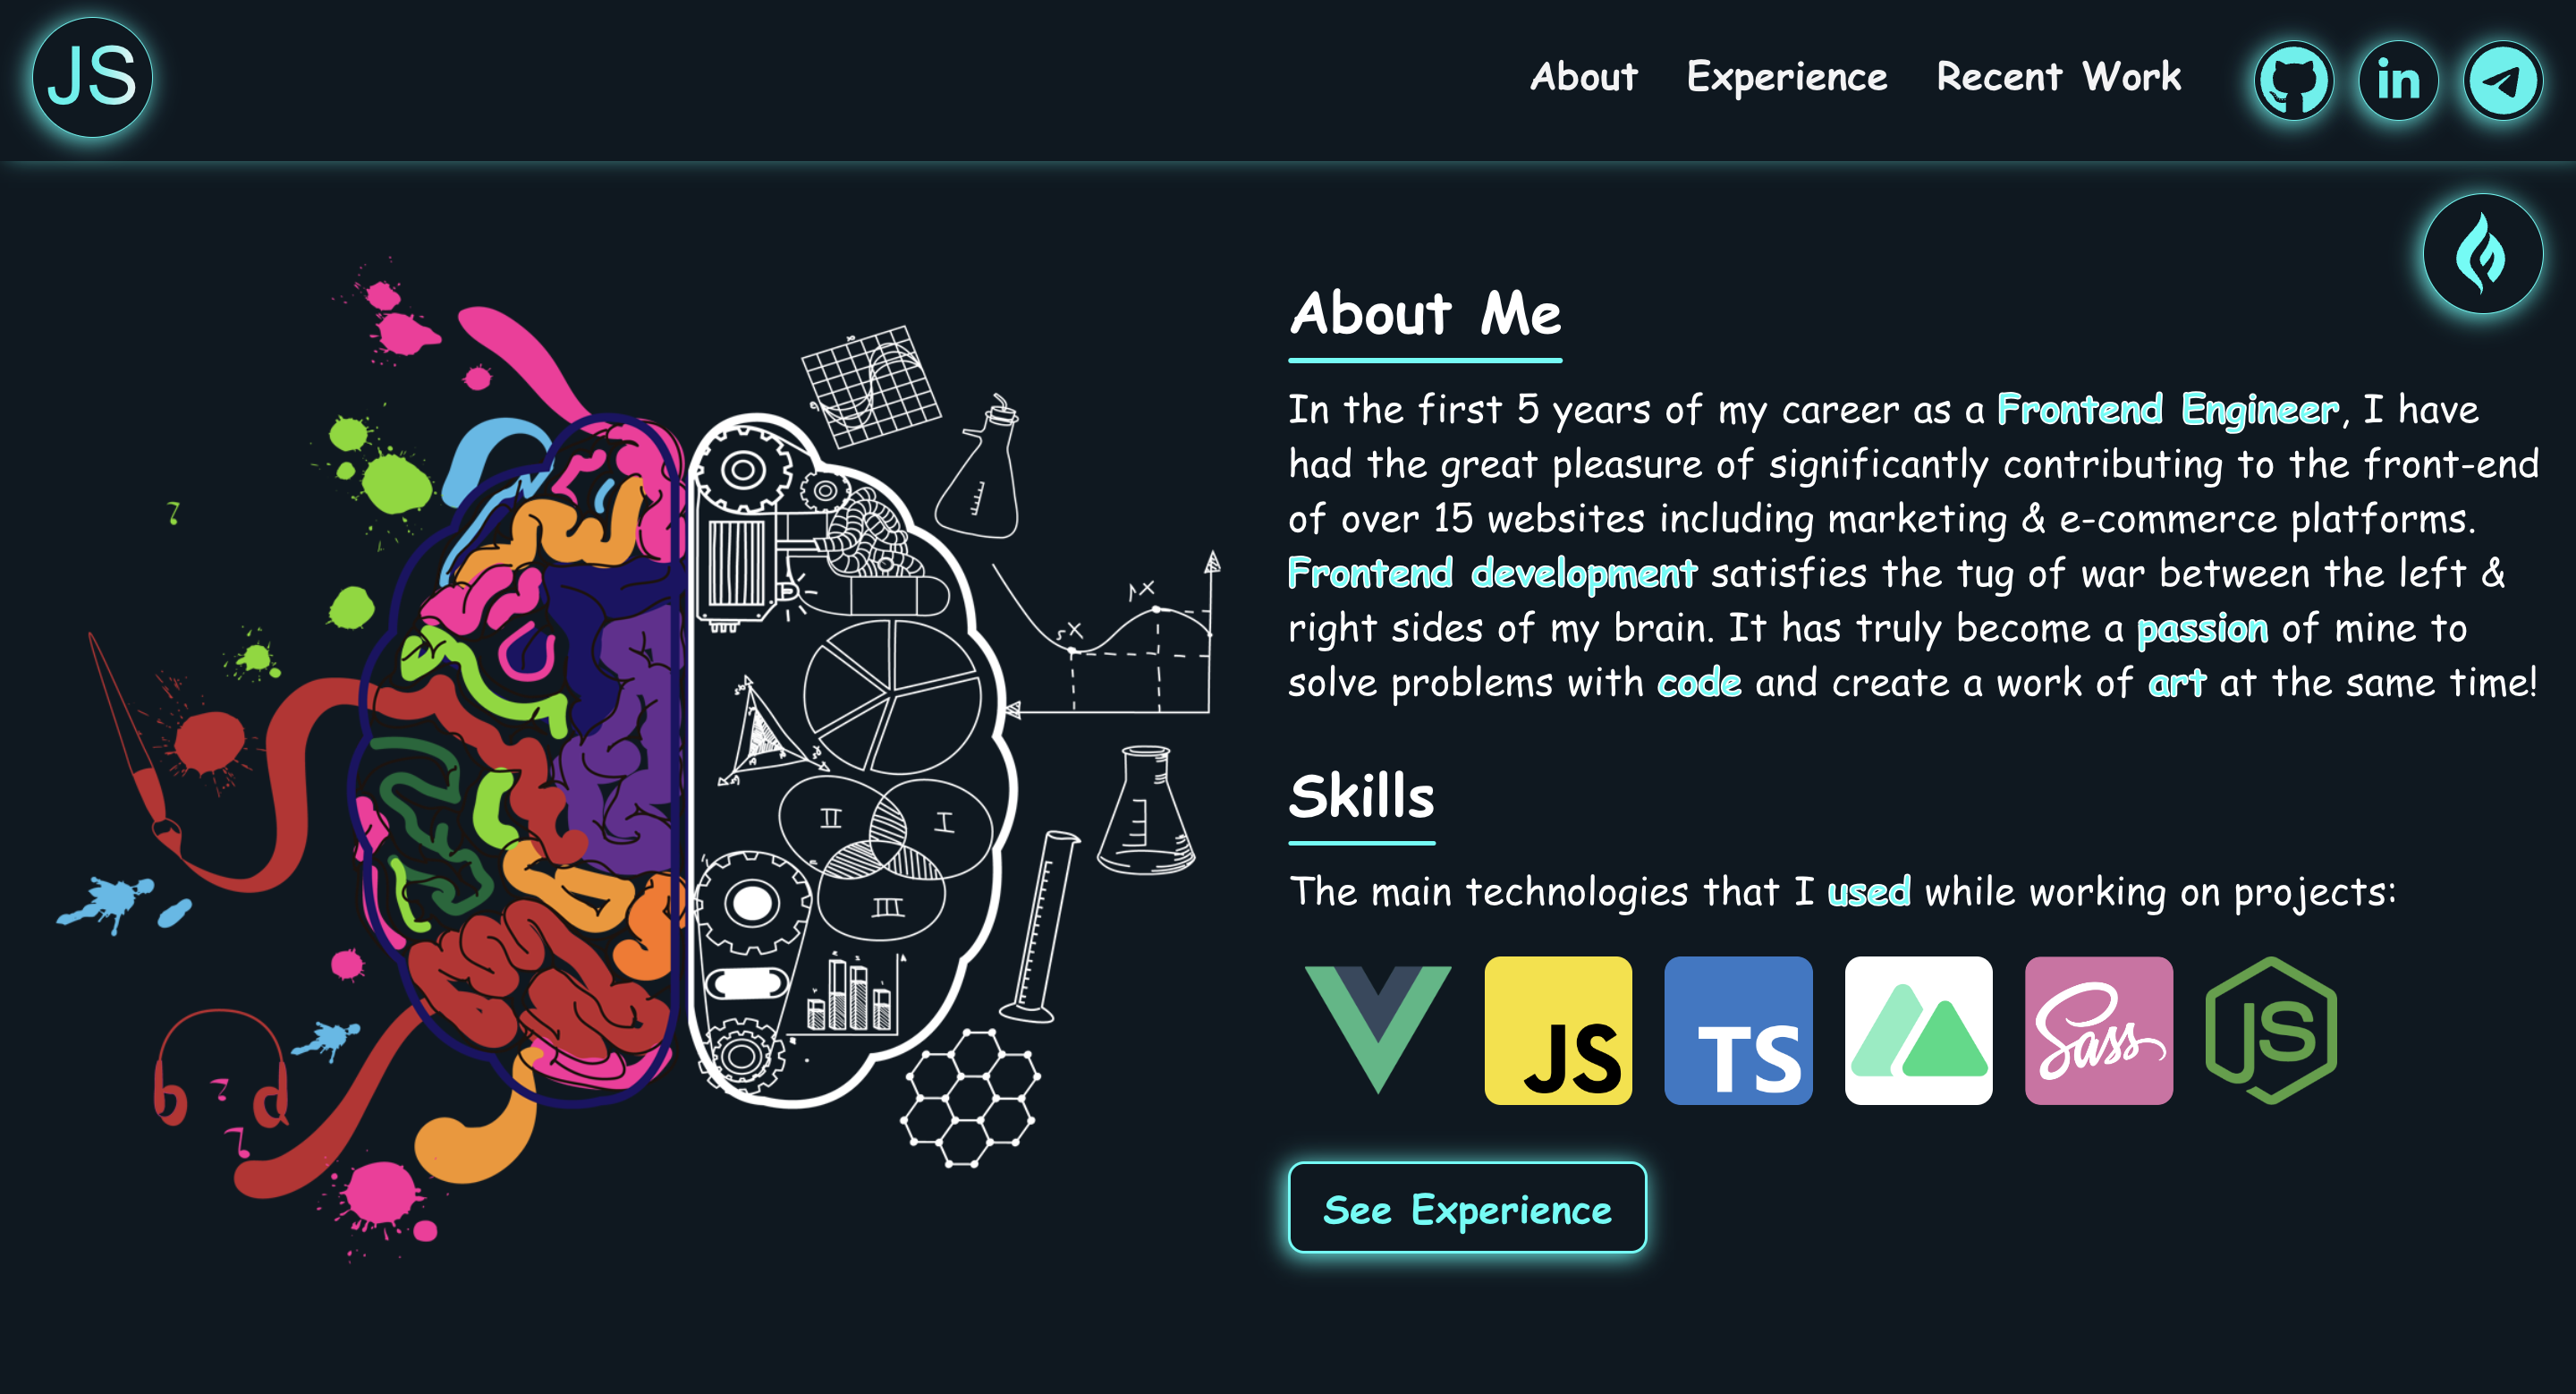 JS
About Experience Recent Work
in
About Me
In the first 5 years of my career as a Frontend Engineer, I have
had the great pleasure of significantly contributing to the front-end
of over 15 websites including marketing & e-commerce platforms.
Frontend development satisfies the tug of war between the left &
right sides of my brain. It has truly become a passion of mine to
solve problems with code and create a work of art at the same time!
Skills
The main technologies that I used while working on projects:
JS TS Sass JS
See Experience
II I
III